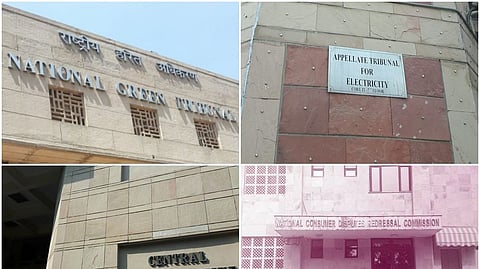 राष्ट्रीय हरित अधिकरण
NATIONAL GREEN TRIBUNAL
APPELLATE TRIBUNAL
FOR
ELECTRICITY
CENTRAL
NATIONAL CONSUMER DISPUTES REDRESSAL COMMISSION